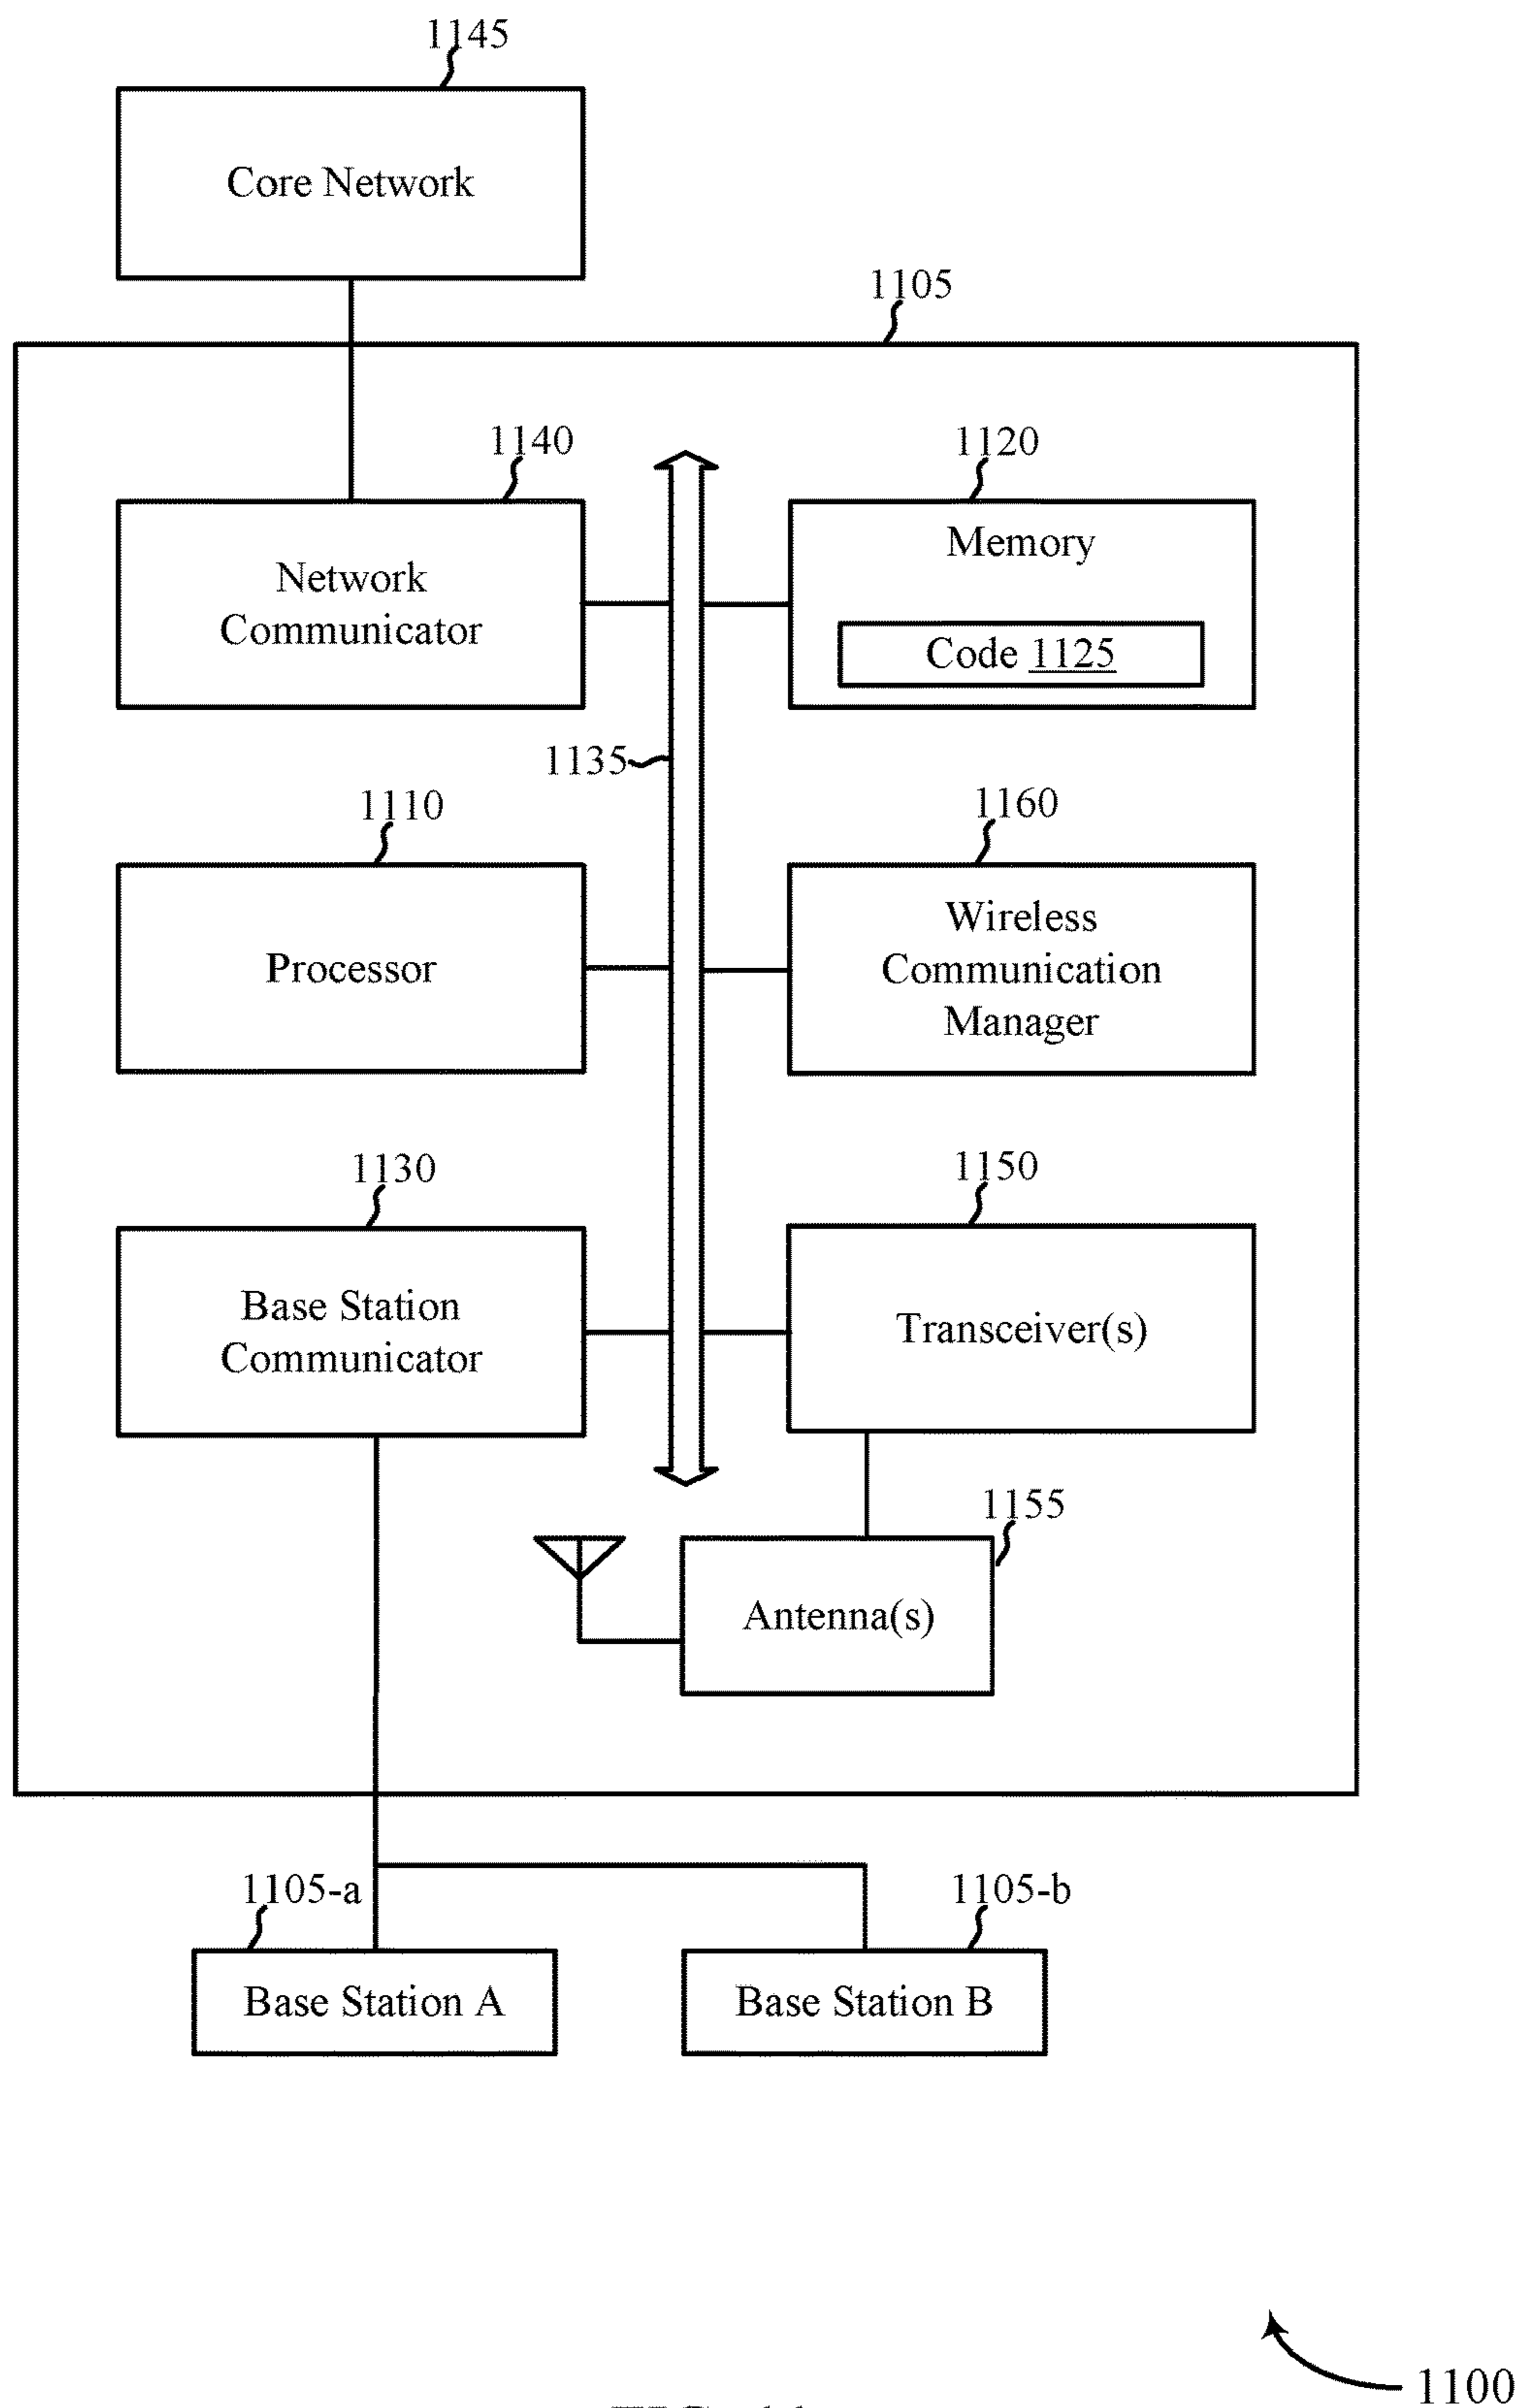 1145
Core Network
1105
1140
1120
Network
Communicator
Memory
Code 1125
1135
1110
1160
Processor
Wireless
Communication
Manager
1130
1150
Base Station
Communicator
Transceiver(s)
1155
Antenna(s)
1105-a
1105-b
Base Station A
Base Station B
1100